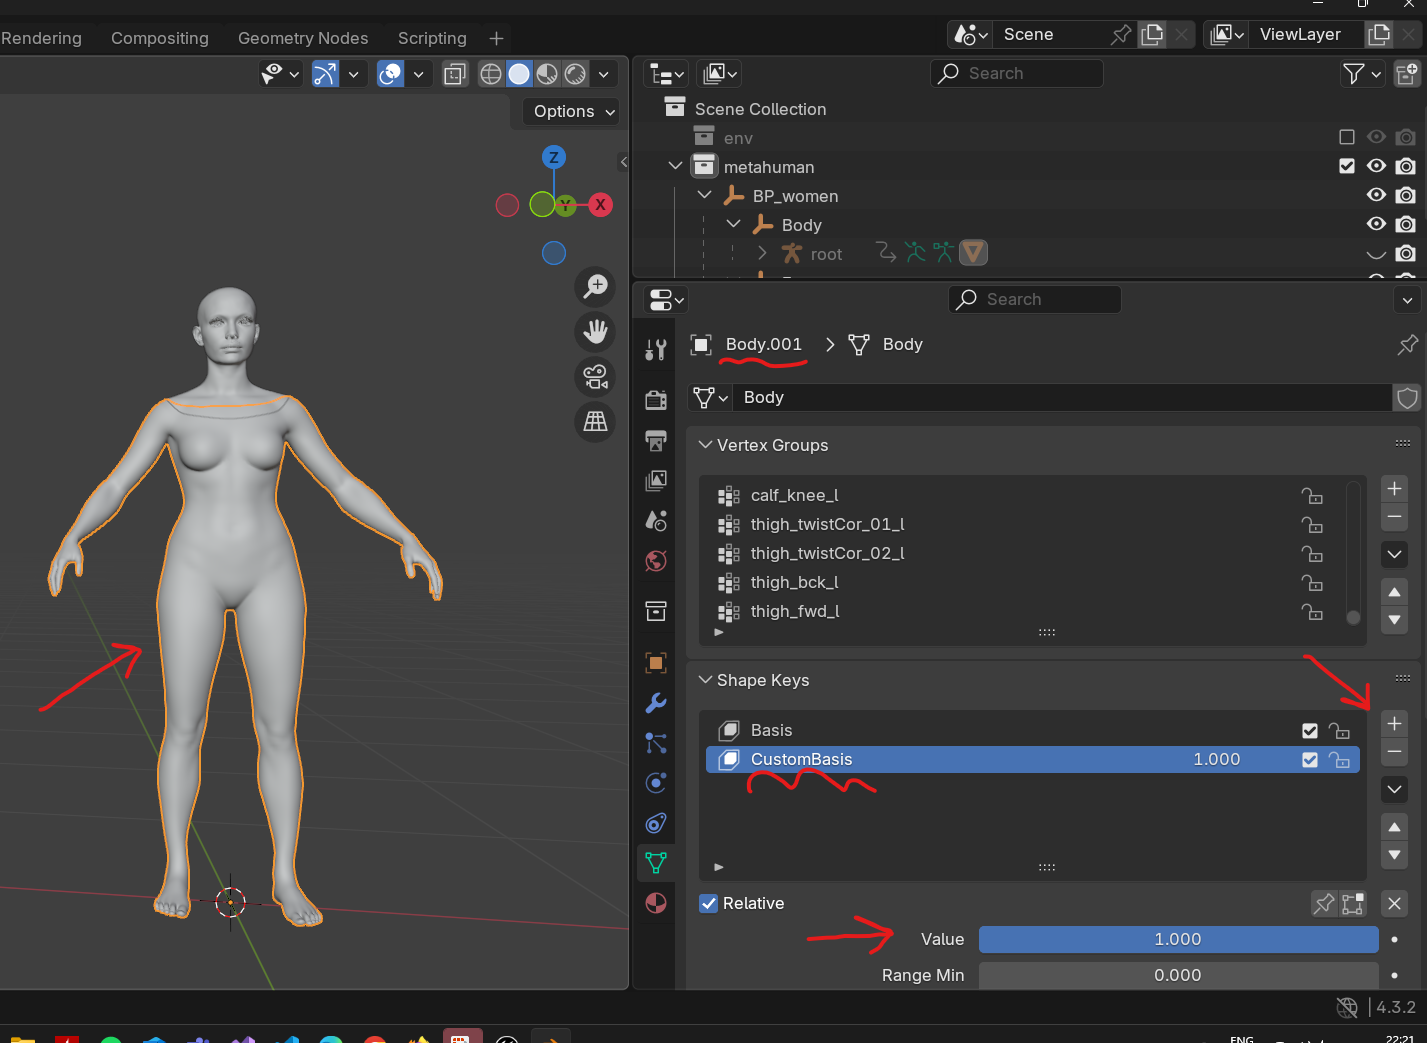 Rendering Compositing Geometry Nodes Scripting
Scene
ViewLayer
Options
Z
Y
X
Search
Scene Collection
env
metahuman
BP_women
Body
root
Search
Body.001 > Body
Body
Vertex Groups
calf_knee_l
thigh_twistCor_01_l
thigh_twistCor_02_l
thigh_bck_l
thigh_fwd_l
Shape Keys
Basis
CustomBasis 1.000
Relative
Value 1.000
Range Min 0.000
4.3.2
ENG
22:21